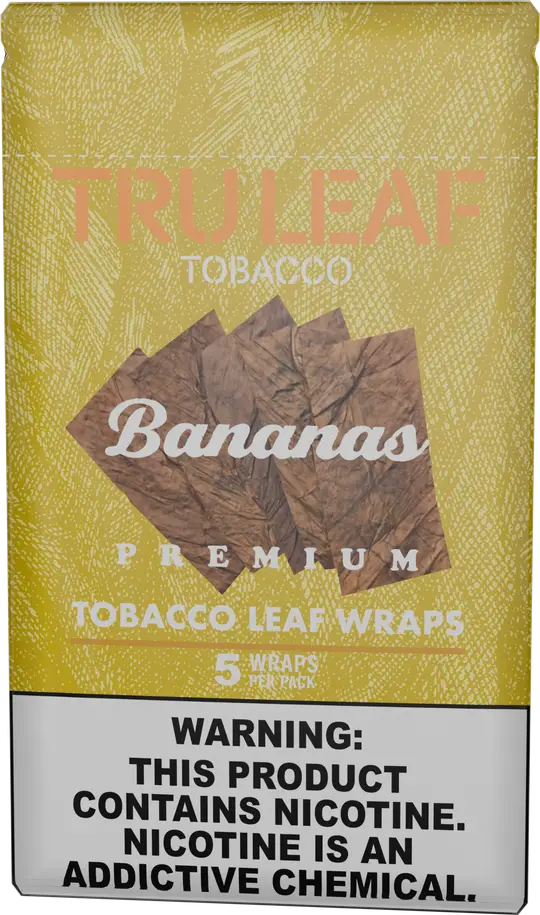 TRU LEAF
TOBACCO
Bananas
PREMIUM
TOBACCO LEAF WRAPS
5 WRAPS
PER PACK
WARNING:
THIS PRODUCT
CONTAINS NICOTINE.
NICOTINE IS AN
ADDICTIVE CHEMICAL.